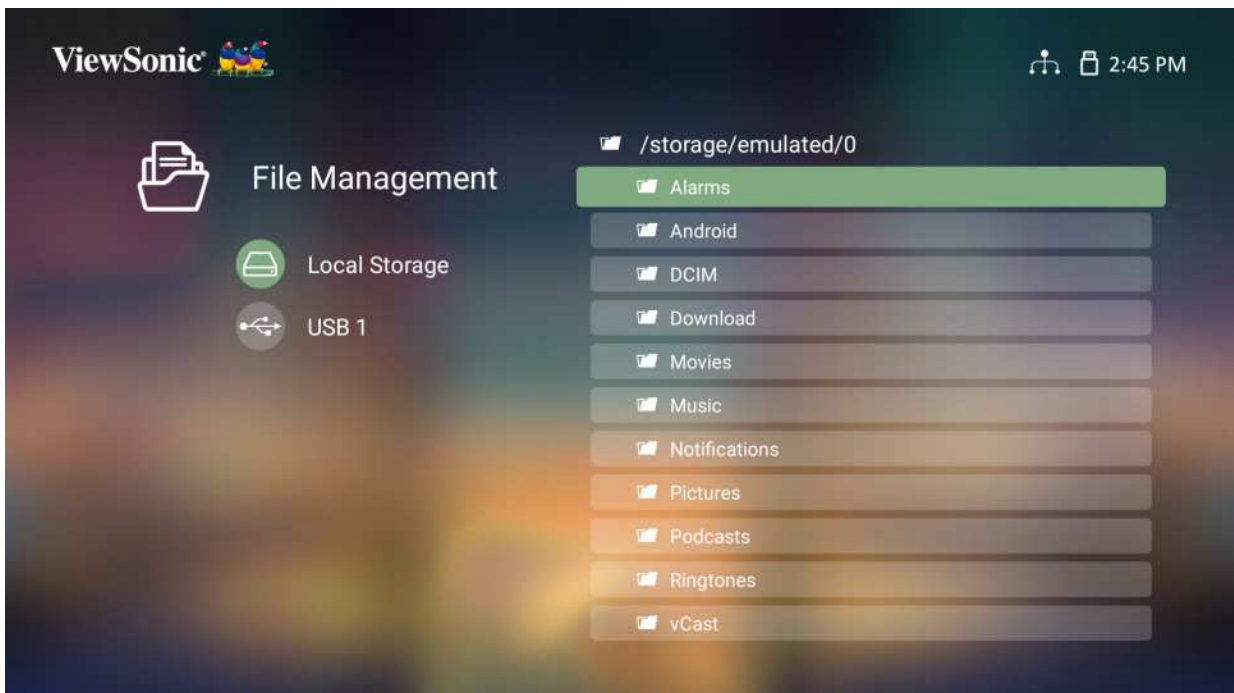 ViewSonic
2:45 PM
File Management
Local Storage
USB 1
/storage/emulated/0
Alarms
Android
DCIM
Download
Movies
Music
Notifications
Pictures
Podcasts
Ringtones
vCast